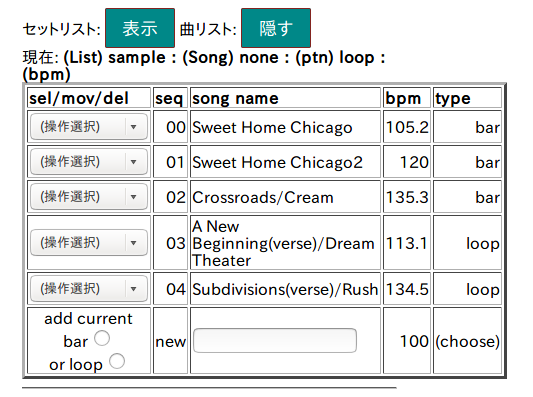 セットリスト: 表示 曲リスト: 隠す
現在: (List) sample : (Song) none : (ptn) loop :
(bpm)
sel/mov/del seq song name bpm type
(操作選択) 00 Sweet Home Chicago 105.2 bar
(操作選択) 01 Sweet Home Chicago2 120 bar
(操作選択) 02 Crossroads/Cream 135.3 bar
(操作選択) 03 A New
Beginning(verse)/Dream
Theater 113.1 loop
(操作選択) 04 Subdivisions(verse)/Rush 134.5 loop
add current
bar
or loop new 100 (choose)